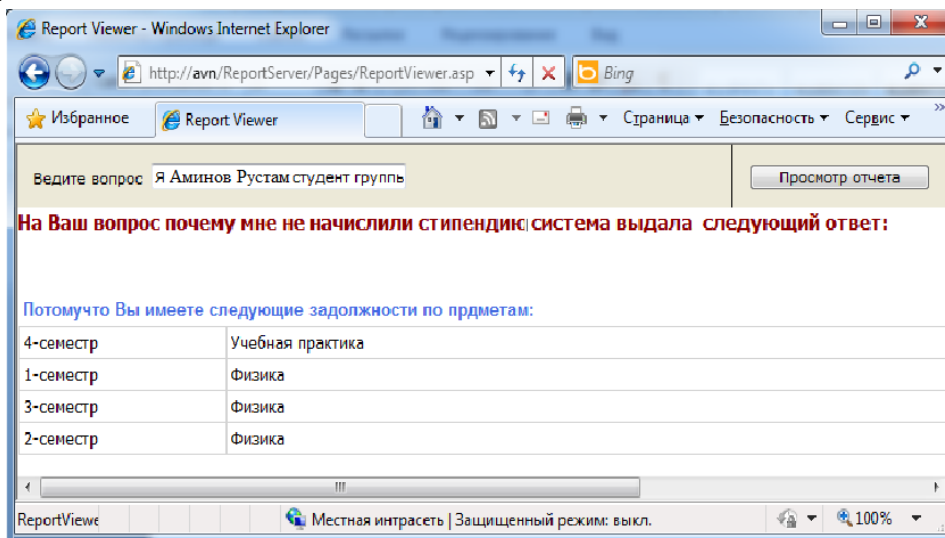 Report Viewer - Windows Internet Explorer
http://avn/ReportServer/Pages/ReportViewer.asp
Bing
Избранное
Report Viewer
Страница
Безопасность
Сервис
»
Ведите вопрос
Я Аминов Рустам студент группь
Просмотр отчета
На Ваш вопрос почему мне не начислили стипендию система выдала следующий ответ:
Потомучто Вы имеете следующие задолжности по прдметам:
4-семестр Учебная практика
1-семестр Физика
3-семестр Физика
2-семестр Физика
ReportViewe
Местная интрасеть | Защищенный режим: выкл.
100%